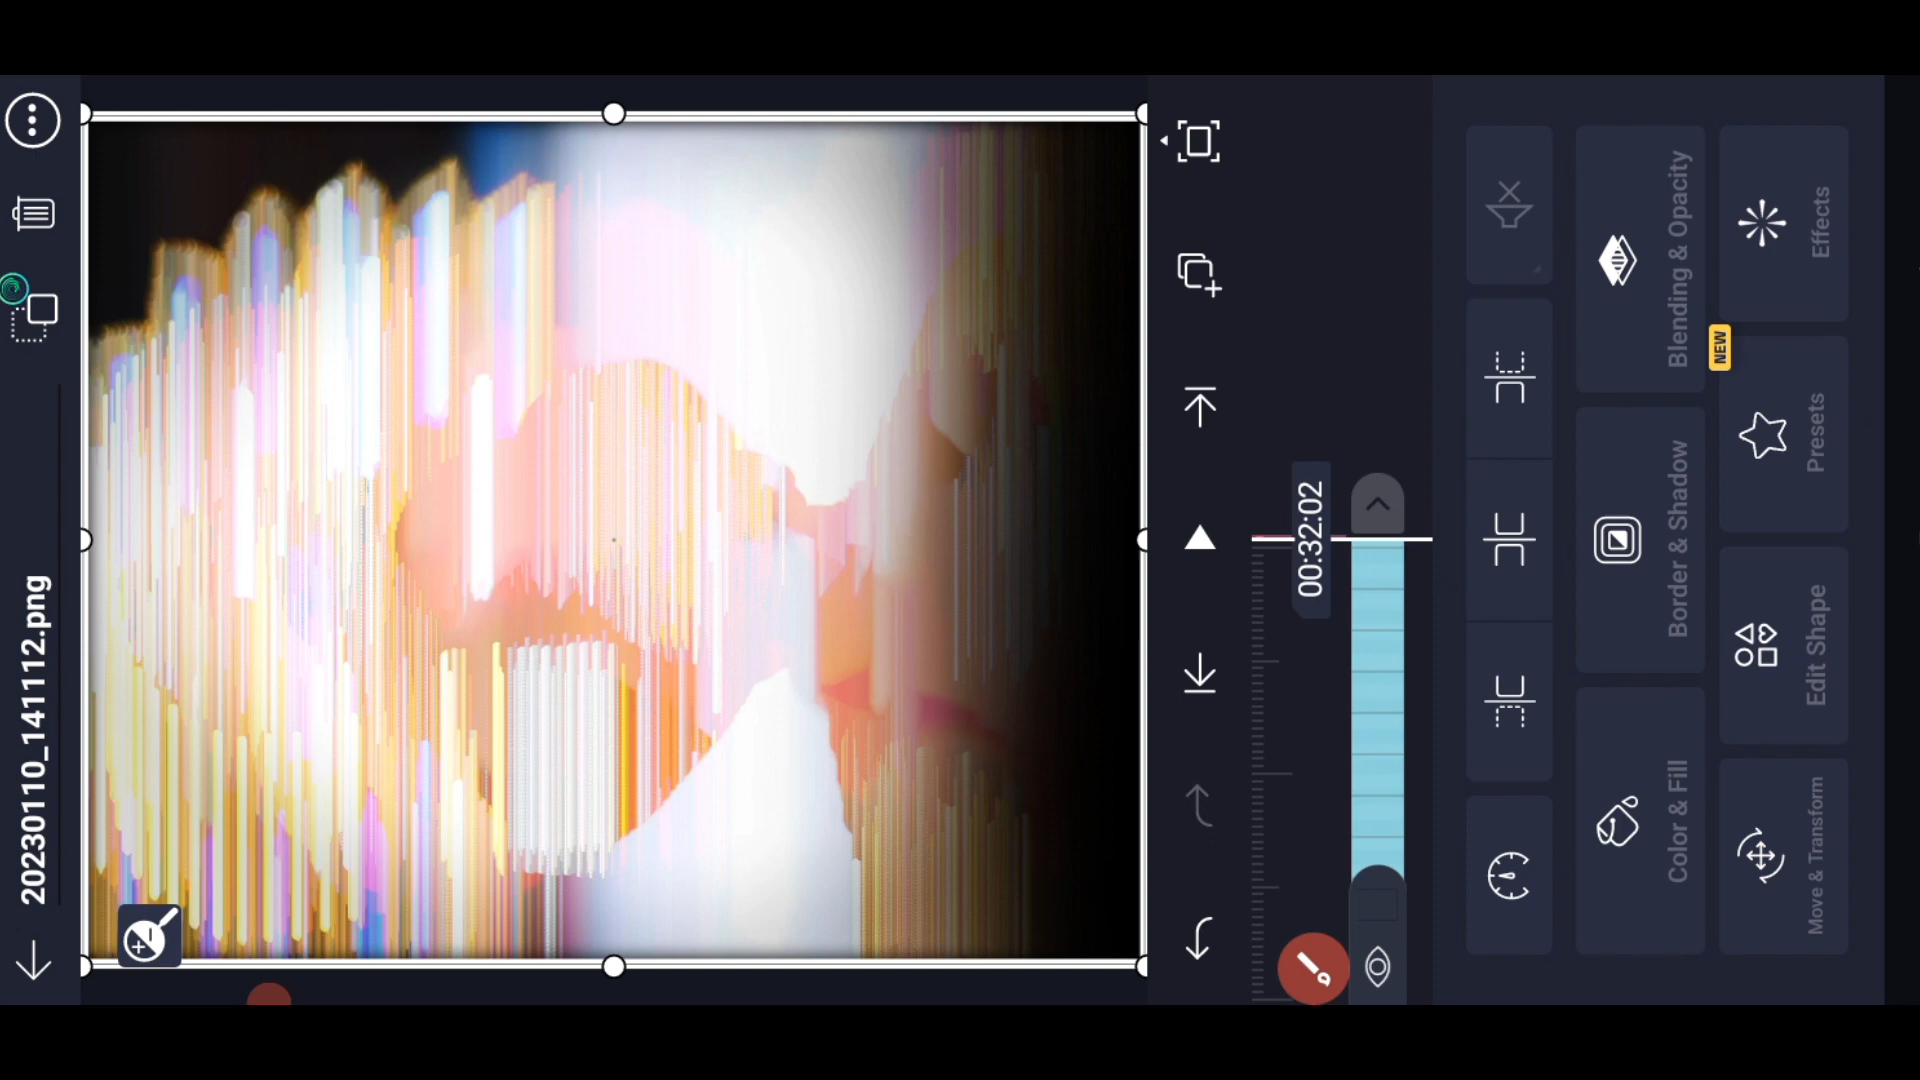 20230110_141112.png
00:32:02
Color & Fill
Border & Shadow
Blending & Opacity
Move & Transform
Edit Shape
Presets
NEW
Effects